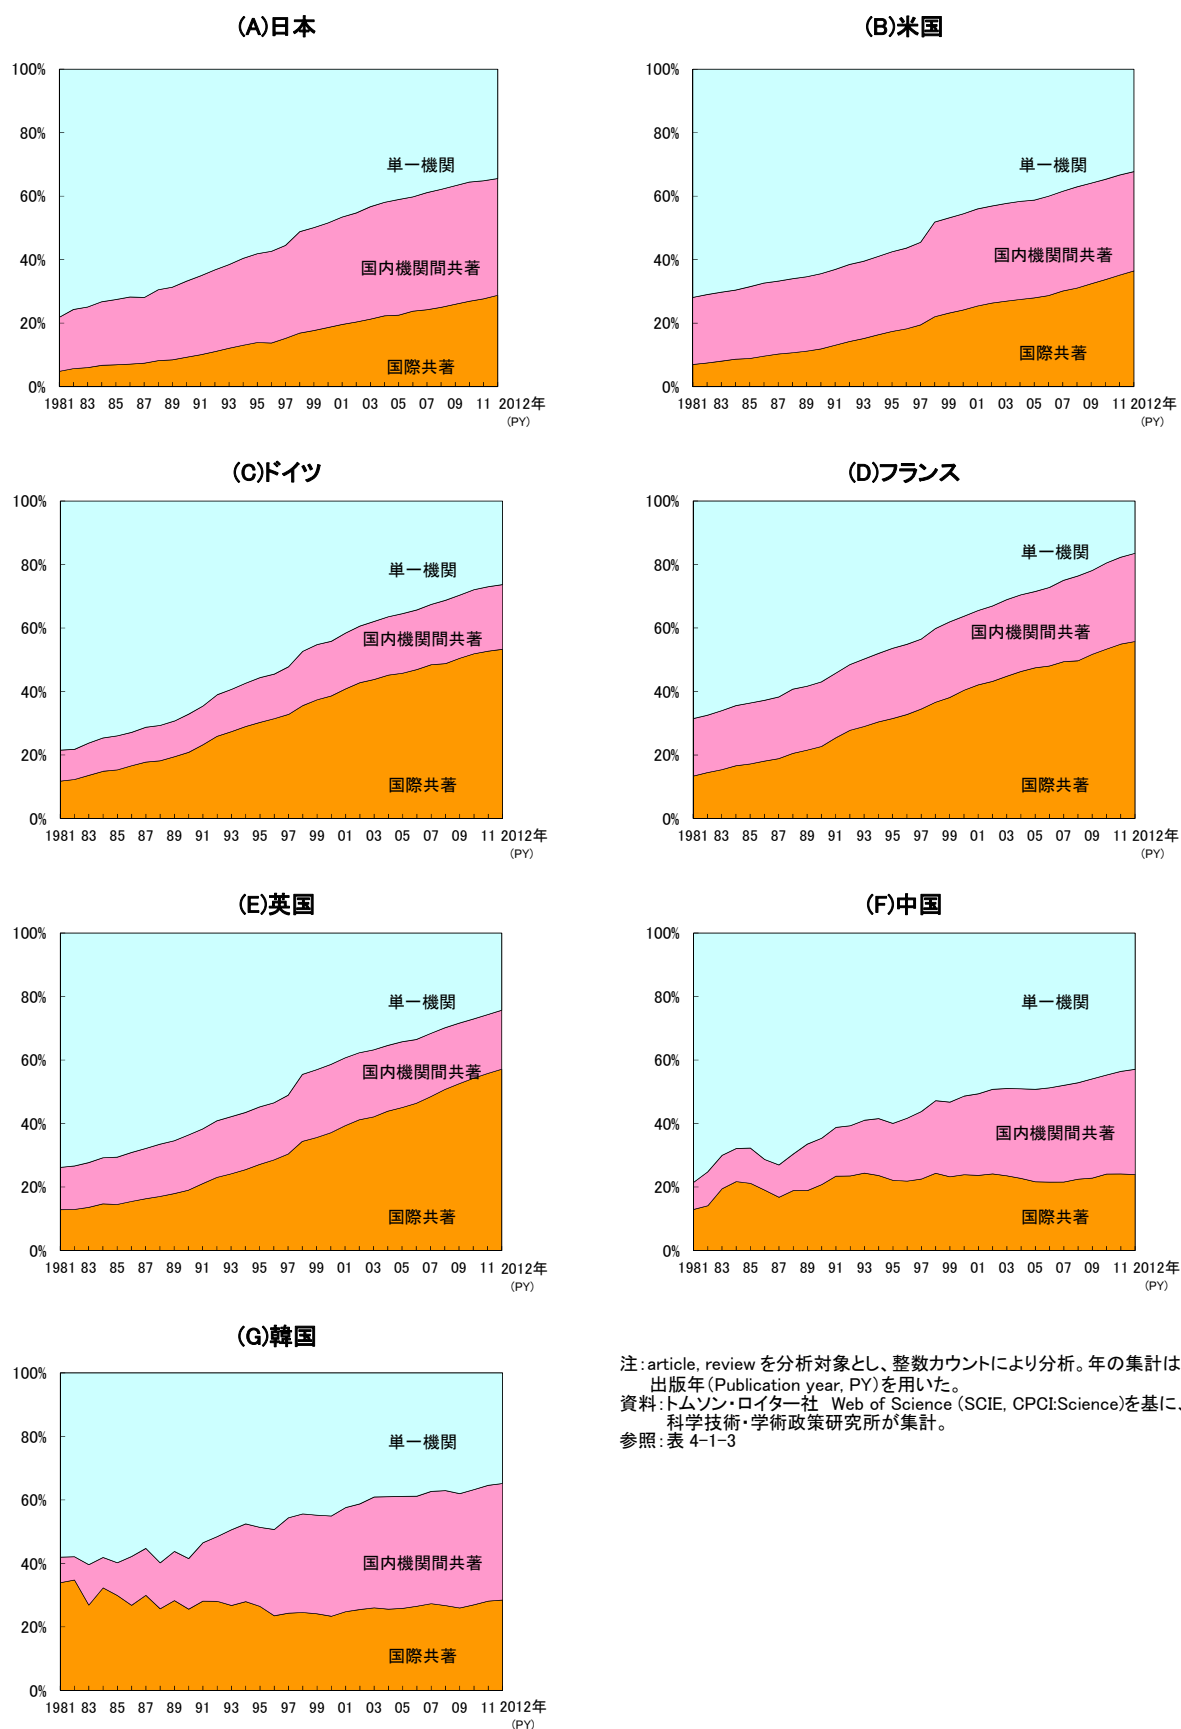 (A)日本
100%
80%
60%
40%
20%
0%
単一機関
国内機関間共著
国際共著
1981 83 85 87 89 91 93 95 97 99 01 03 05 07 09 11 2012年
(PY)
(B)米国
100%
80%
60%
40%
20%
0%
単一機関
国内機関間共著
国際共著
1981 83 85 87 89 91 93 95 97 99 01 03 05 07 09 11 2012年
(PY)
(C)ドイツ
100%
80%
60%
40%
20%
0%
単一機関
国内機関間共著
国際共著
1981 83 85 87 89 91 93 95 97 99 01 03 05 07 09 11 2012年
(PY)
(D)フランス
100%
80%
60%
40%
20%
0%
単一機関
国内機関間共著
国際共著
1981 83 85 87 89 91 93 95 97 99 01 03 05 07 09 11 2012年
(PY)
(E)英国
100%
80%
60%
40%
20%
0%
単一機関
国内機関間共著
国際共著
1981 83 85 87 89 91 93 95 97 99 01 03 05 07 09 11 2012年
(PY)
(F)中国
100%
80%
60%
40%
20%
0%
単一機関
国内機関間共著
国際共著
1981 83 85 87 89 91 93 95 97 99 01 03 05 07 09 11 2012年
(PY)
(G)韓国
100%
80%
60%
40%
20%
0%
単一機関
国内機関間共著
国際共著
1981 83 85 87 89 91 93 95 97 99 01 03 05 07 09 11 2012年
(PY)
注:article, review を分析対象とし、整数カウントにより分析。年の集計は
出版年(Publication year, PY)を用いた。
資料:トムソン・ロイター社 Web of Science (SCIE, CPCI:Science)を基に、
科学技術・学術政策研究所が集計。
参照:表 4-1-3